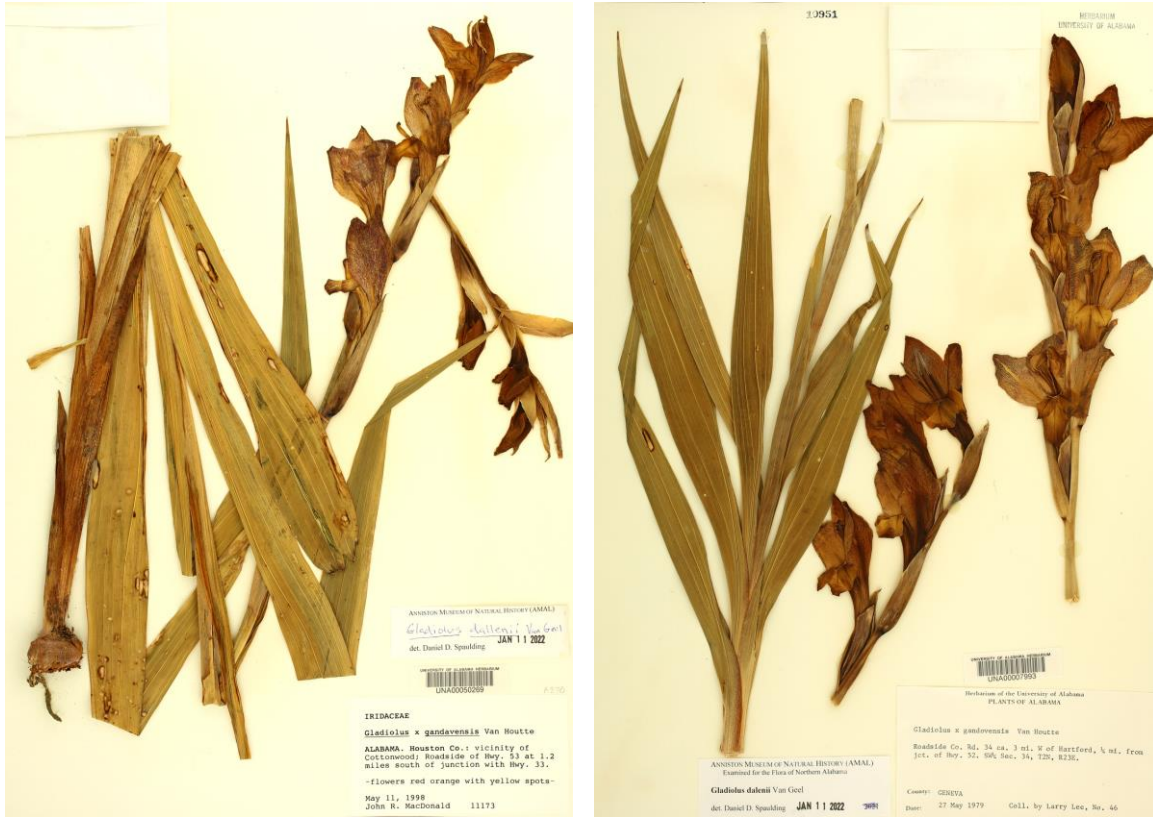 ANNISTON MUSEUM OF NATURAL HISTORY (AMAL)
Gladiolus dallenii Van Geel
det. Daniel D. Spaulding JAN 11 2022
UNIVERSITY OF ALABAMA HERBARIUM
UNA00050269
IRIDACEAE
Gladiolus x gandavensis Van Houtte
ALABAMA. Houston Co.: vicinity of
Cottonwood; Roadside of Hwy. 53 at 1.2
miles south of junction with Hwy. 33.
-flowers red orange with yellow spots-
May 11, 1998
John R. MacDonald 11173
10951
HERBARIUM
UNIVERSITY OF ALABAMA
UNIVERSITY OF ALABAMA HERBARIUM
UNA00007993
Herbarium of the University of Alabama
PLANTS OF ALABAMA
Gladiolus x gandovensis Van Houtte
Roadside Co. Rd. 34 ca. 3 mi. W of Hartford, ½ mi. from
jct. of Hwy. 52. SW¼ Sec. 34, T2N, R23E.
County: GENEVA
Date: 27 May 1979 Coll. by Larry Lee, No. 46
ANNISTON MUSEUM OF NATURAL HISTORY (AMAL)
Examined for the Flora of Northern Alabama
Gladiolus dalenii Van Geel
det. Daniel D. Spaulding JAN 11 2022